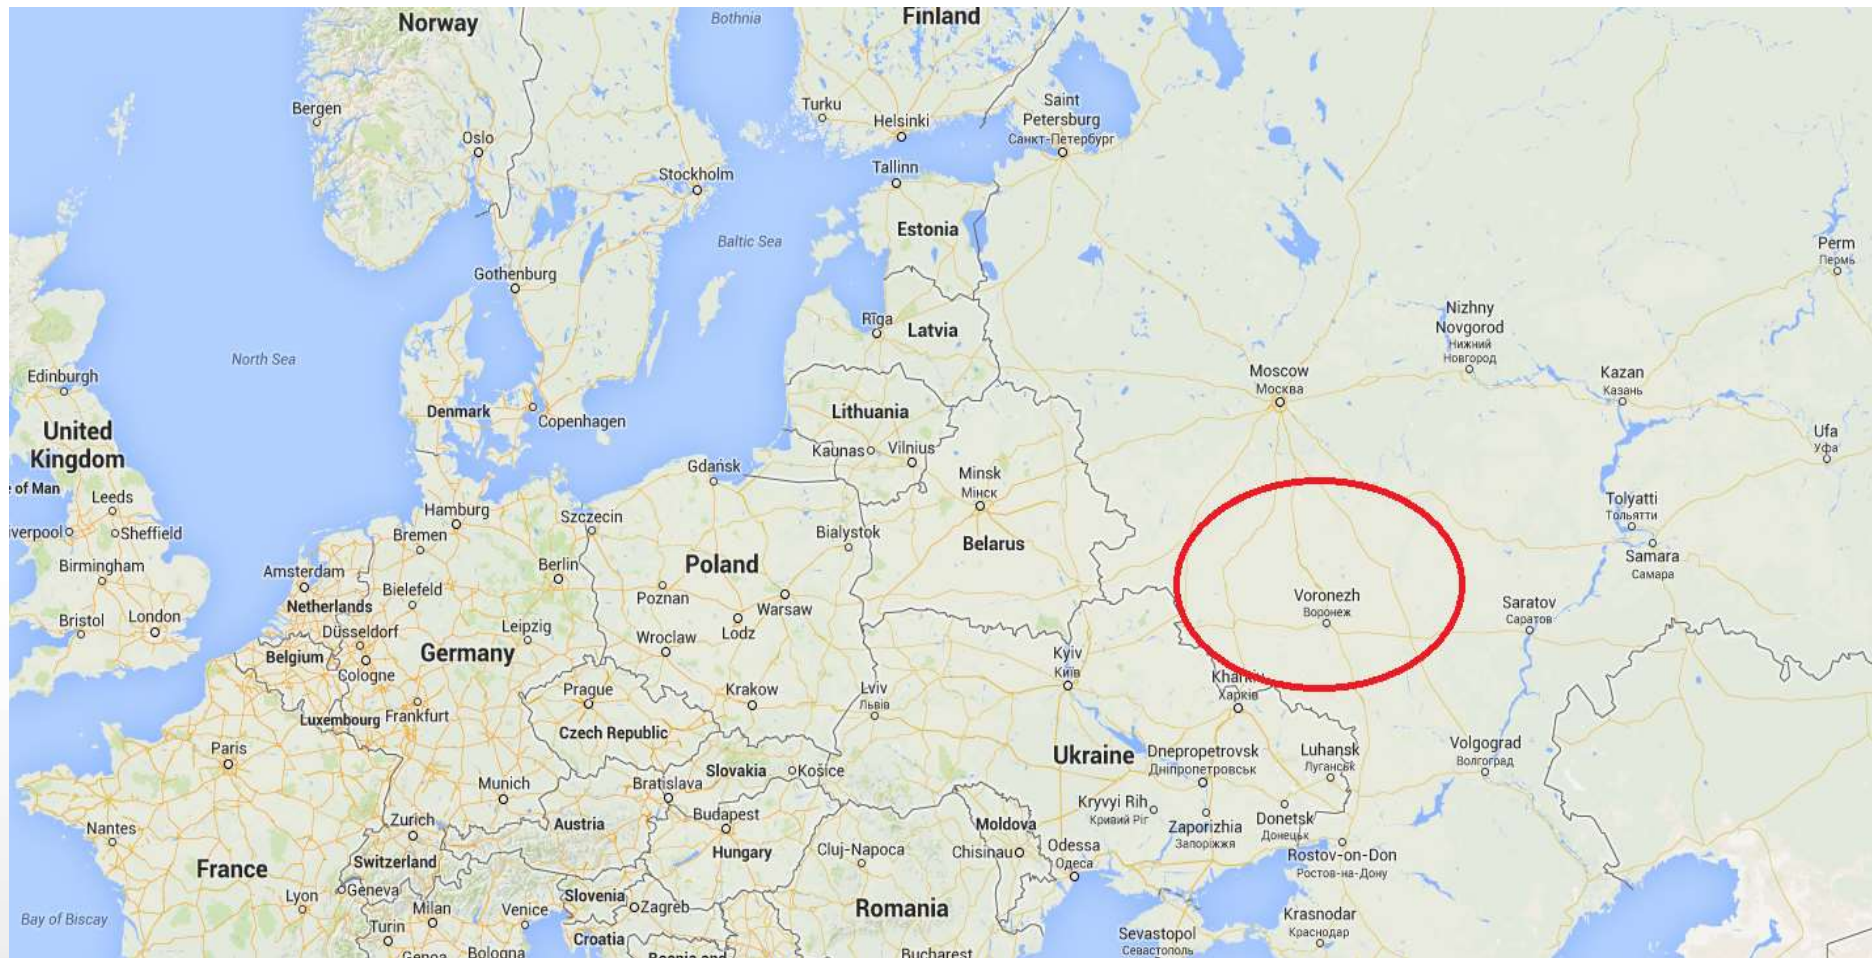 Norway
Bothnia
Finland
Bergen
Oslo
Stockholm
Turku
Helsinki
Saint
Petersburg
Санкт-Петербург
Tallinn
Estonia
Baltic Sea
Gothenburg
Perm
Пермь
Nizhny
Novgorod
Нижний
Новгород
Rīga
Latvia
North Sea
Edinburgh
Moscow
Москва
Kazan
Казань
Denmark
Copenhagen
Lithuania
Kaunas
Vilnius
Ufa
Уфа
United
Kingdom
e of Man
Leeds
iverpool
Sheffield
Birmingham
Bristol
London
Gdańsk
Minsk
Мінск
Belarus
Tolyatti
Тольятти
Samara
Самара
Hamburg
Bremen
Szczecin
Bialystok
Poland
Amsterdam
Netherlands
Bielefeld
Berlin
Poznan
Warsaw
Lodz
Wroclaw
Voronezh
Воронеж
Saratov
Саратов
Düsseldorf
Belgium
Cologne
Leipzig
Germany
Kyiv
Київ
Kharkiv
Харків
Luxembourg
Frankfurt
Prague
Czech Republic
Krakow
Lviv
Львів
Paris
Munich
Bratislava
Slovakia
Košice
Ukraine
Dnepropetrovsk
Дніпропетровськ
Luhansk
Луганськ
Volgograd
Волгоград
Nantes
Zurich
Austria
Budapest
Hungary
Moldova
Chisinau
Kryvyi Rih
Кривий Ріг
Zaporizhia
Запоріжжя
Donetsk
Донецьк
France
Switzerland
Cluj-Napoca
Odessa
Одеса
Rostov-on-Don
Ростов-на-Дону
Lyon
Geneva
Slovenia
Zagreb
Romania
Bay of Biscay
Milan
Venice
Turin
Croatia
Krasnodar
Краснодар
Sevastopol
Севастополь
Genoa
Bologna
Bosnia and
Bucharest